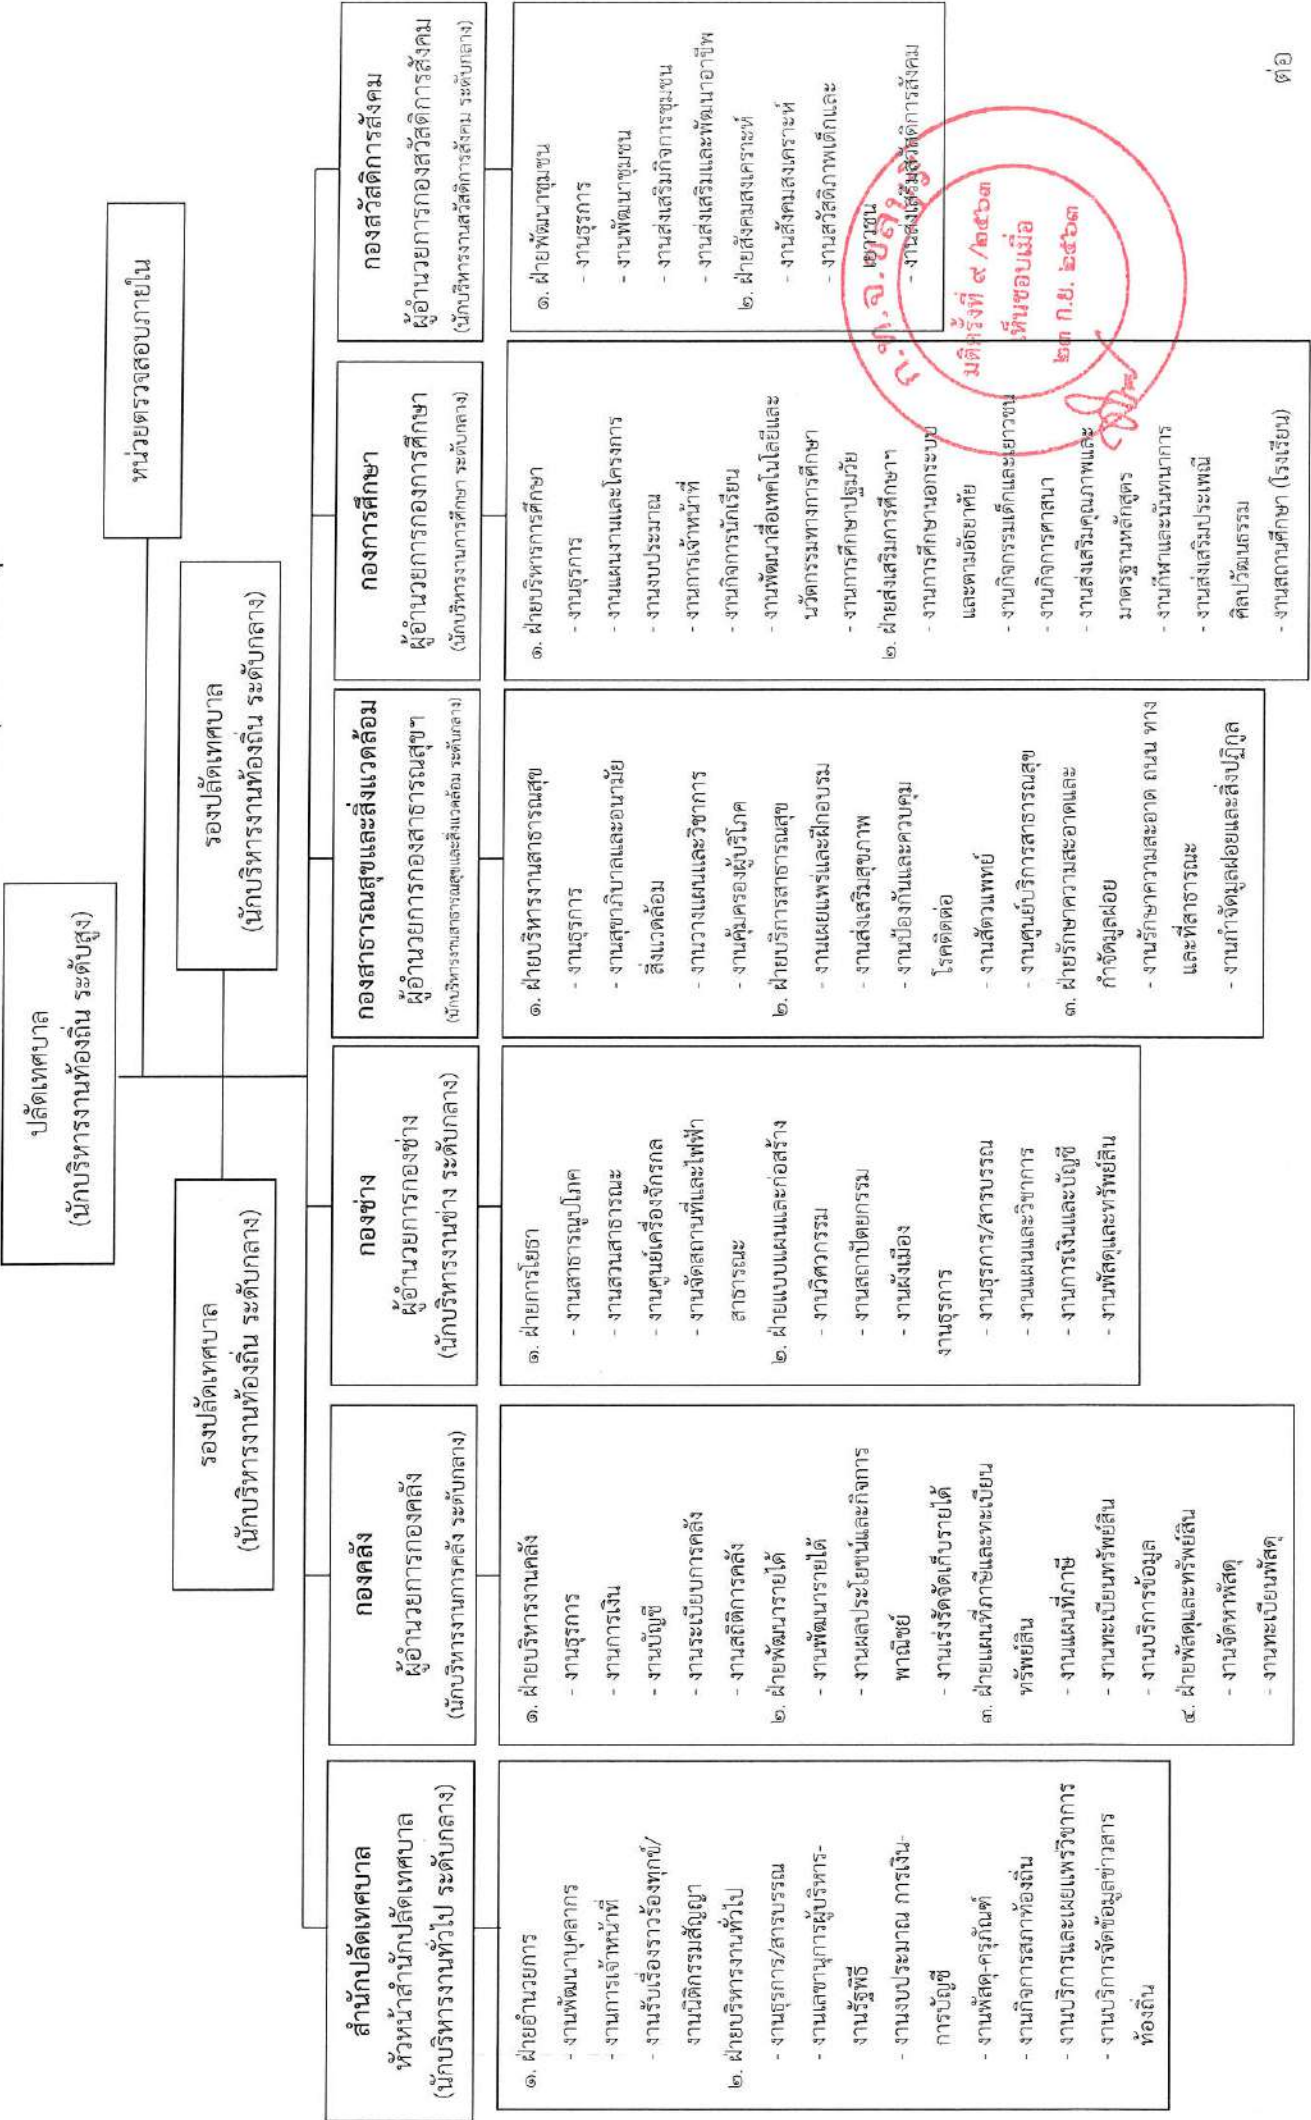 ปลัดเทศบาล
(นักบริหารงานท้องถิ่น ระดับสูง)
หน่วยตรวจสอบภายใน
รองปลัดเทศบาล
(นักบริหารงานท้องถิ่น ระดับกลาง)
รองปลัดเทศบาล
(นักบริหารงานท้องถิ่น ระดับกลาง)
สำนักปลัดเทศบาล
หัวหน้าสำนักปลัดเทศบาล
(นักบริหารงานทั่วไป ระดับกลาง)
๑. ฝ่ายอำนวยการ
- งานพัฒนาบุคลากร
- งานการเจ้าหน้าที่
- งานรับเรื่องราวร้องทุกข์/
งานนิติกรรมสัญญา
๒. ฝ่ายบริหารงานทั่วไป
- งานธุรการ/สารบรรณ
- งานเลขานุการผู้บริหาร-
งานรัฐพิธี
- งานงบประมาณ การเงิน-
การบัญชี
- งานพัสดุ-ครุภัณฑ์
- งานกิจการสภาท้องถิ่น
- งานบริการและเผยแพร่วิชาการ
- งานบริการจัดข้อมูลข่าวสาร
ท้องถิ่น
กองคลัง
ผู้อำนวยการกองคลัง
(นักบริหารงานการคลัง ระดับกลาง)
๑. ฝ่ายบริหารงานคลัง
- งานธุรการ
- งานการเงิน
- งานบัญชี
- งานระเบียบการคลัง
- งานสถิติการคลัง
๒. ฝ่ายพัฒนารายได้
- งานพัฒนารายได้
- งานผลประโยชน์และกิจการ
พาณิชย์
- งานเร่งรัดจัดเก็บรายได้
๓. ฝ่ายแผนที่ภาษีและทะเบียน
ทรัพย์สิน
- งานแผนที่ภาษี
- งานทะเบียนทรัพย์สิน
- งานบริการข้อมูล
๔. ฝ่ายพัสดุและทรัพย์สิน
- งานจัดหาพัสดุ
- งานทะเบียนพัสดุ
กองช่าง
ผู้อำนวยการกองช่าง
(นักบริหารงานช่าง ระดับกลาง)
๑. ฝ่ายการโยธา
- งานสาธารณูปโภค
- งานสวนสาธารณะ
- งานศูนย์เครื่องจักรกล
- งานจัดสถานที่และไฟฟ้า
สาธารณะ
๒. ฝ่ายแบบแผนและก่อสร้าง
- งานวิศวกรรม
- งานสถาปัตยกรรม
- งานผังเมือง
งานธุรการ
- งานธุรการ/สารบรรณ
- งานแผนและวิชาการ
- งานการเงินและบัญชี
- งานพัสดุและทรัพย์สิน
กองสาธารณสุขและสิ่งแวดล้อม
ผู้อำนวยการกองสาธารณสุขฯ
(นักบริหารงานสาธารณสุขและสิ่งแวดล้อม ระดับกลาง)
๑. ฝ่ายบริหารงานสาธารณสุข
- งานธุรการ
- งานสุขาภิบาลและอนามัย
สิ่งแวดล้อม
- งานวางแผนและวิชาการ
- งานคุ้มครองผู้บริโภค
๒. ฝ่ายบริการสาธารณสุข
- งานเผยแพร่และฝึกอบรม
- งานส่งเสริมสุขภาพ
- งานป้องกันและควบคุม
โรคติดต่อ
- งานสัตวแพทย์
- งานศูนย์บริการสาธารณสุข
๓. ฝ่ายรักษาความสะอาดและ
กำจัดมูลฝอย
- งานรักษาความสะอาด ถนน ทาง
และที่สาธารณะ
- งานกำจัดมูลฝอยและสิ่งปฏิกูล
กองการศึกษา
ผู้อำนวยการกองการศึกษา
(นักบริหารงานการศึกษา ระดับกลาง)
๑. ฝ่ายบริหารการศึกษา
- งานธุรการ
- งานแผนงานและโครงการ
- งานงบประมาณ
- งานการเจ้าหน้าที่
- งานกิจการนักเรียน
- งานพัฒนาสื่อเทคโนโลยีและ
นวัตกรรมทางการศึกษา
- งานการศึกษาปฐมวัย
๒. ฝ่ายส่งเสริมการศึกษาฯ
- งานการศึกษานอกระบบ
และตามอัธยาศัย
- งานกิจกรรมเด็กและเยาวชน
- งานกิจการศาสนา
- งานส่งเสริมคุณภาพและ
มาตรฐานหลักสูตร
- งานกีฬาและนันทนาการ
- งานส่งเสริมประเพณี
ศิลปวัฒนธรรม
- งานสถานศึกษา (โรงเรียน)
กองสวัสดิการสังคม
ผู้อำนวยการกองสวัสดิการสังคม
(นักบริหารงานสวัสดิการสังคม ระดับกลาง)
๑. ฝ่ายพัฒนาชุมชน
- งานธุรการ
- งานพัฒนาชุมชน
- งานส่งเสริมกิจการชุมชน
- งานส่งเสริมและพัฒนาอาชีพ
๒. ฝ่ายสังคมสงเคราะห์
- งานสังคมสงเคราะห์
- งานสวัสดิภาพเด็กและ
เยาวชน
- งานส่งเสริมสวัสดิการสังคม
ก.ท.จ.ชลบุรี
มติครั้งที่ ๙ /๒๕๖๓
เห็นชอบเมื่อ
๒๓ ก.ย. ๒๕๖๓
ต่อ